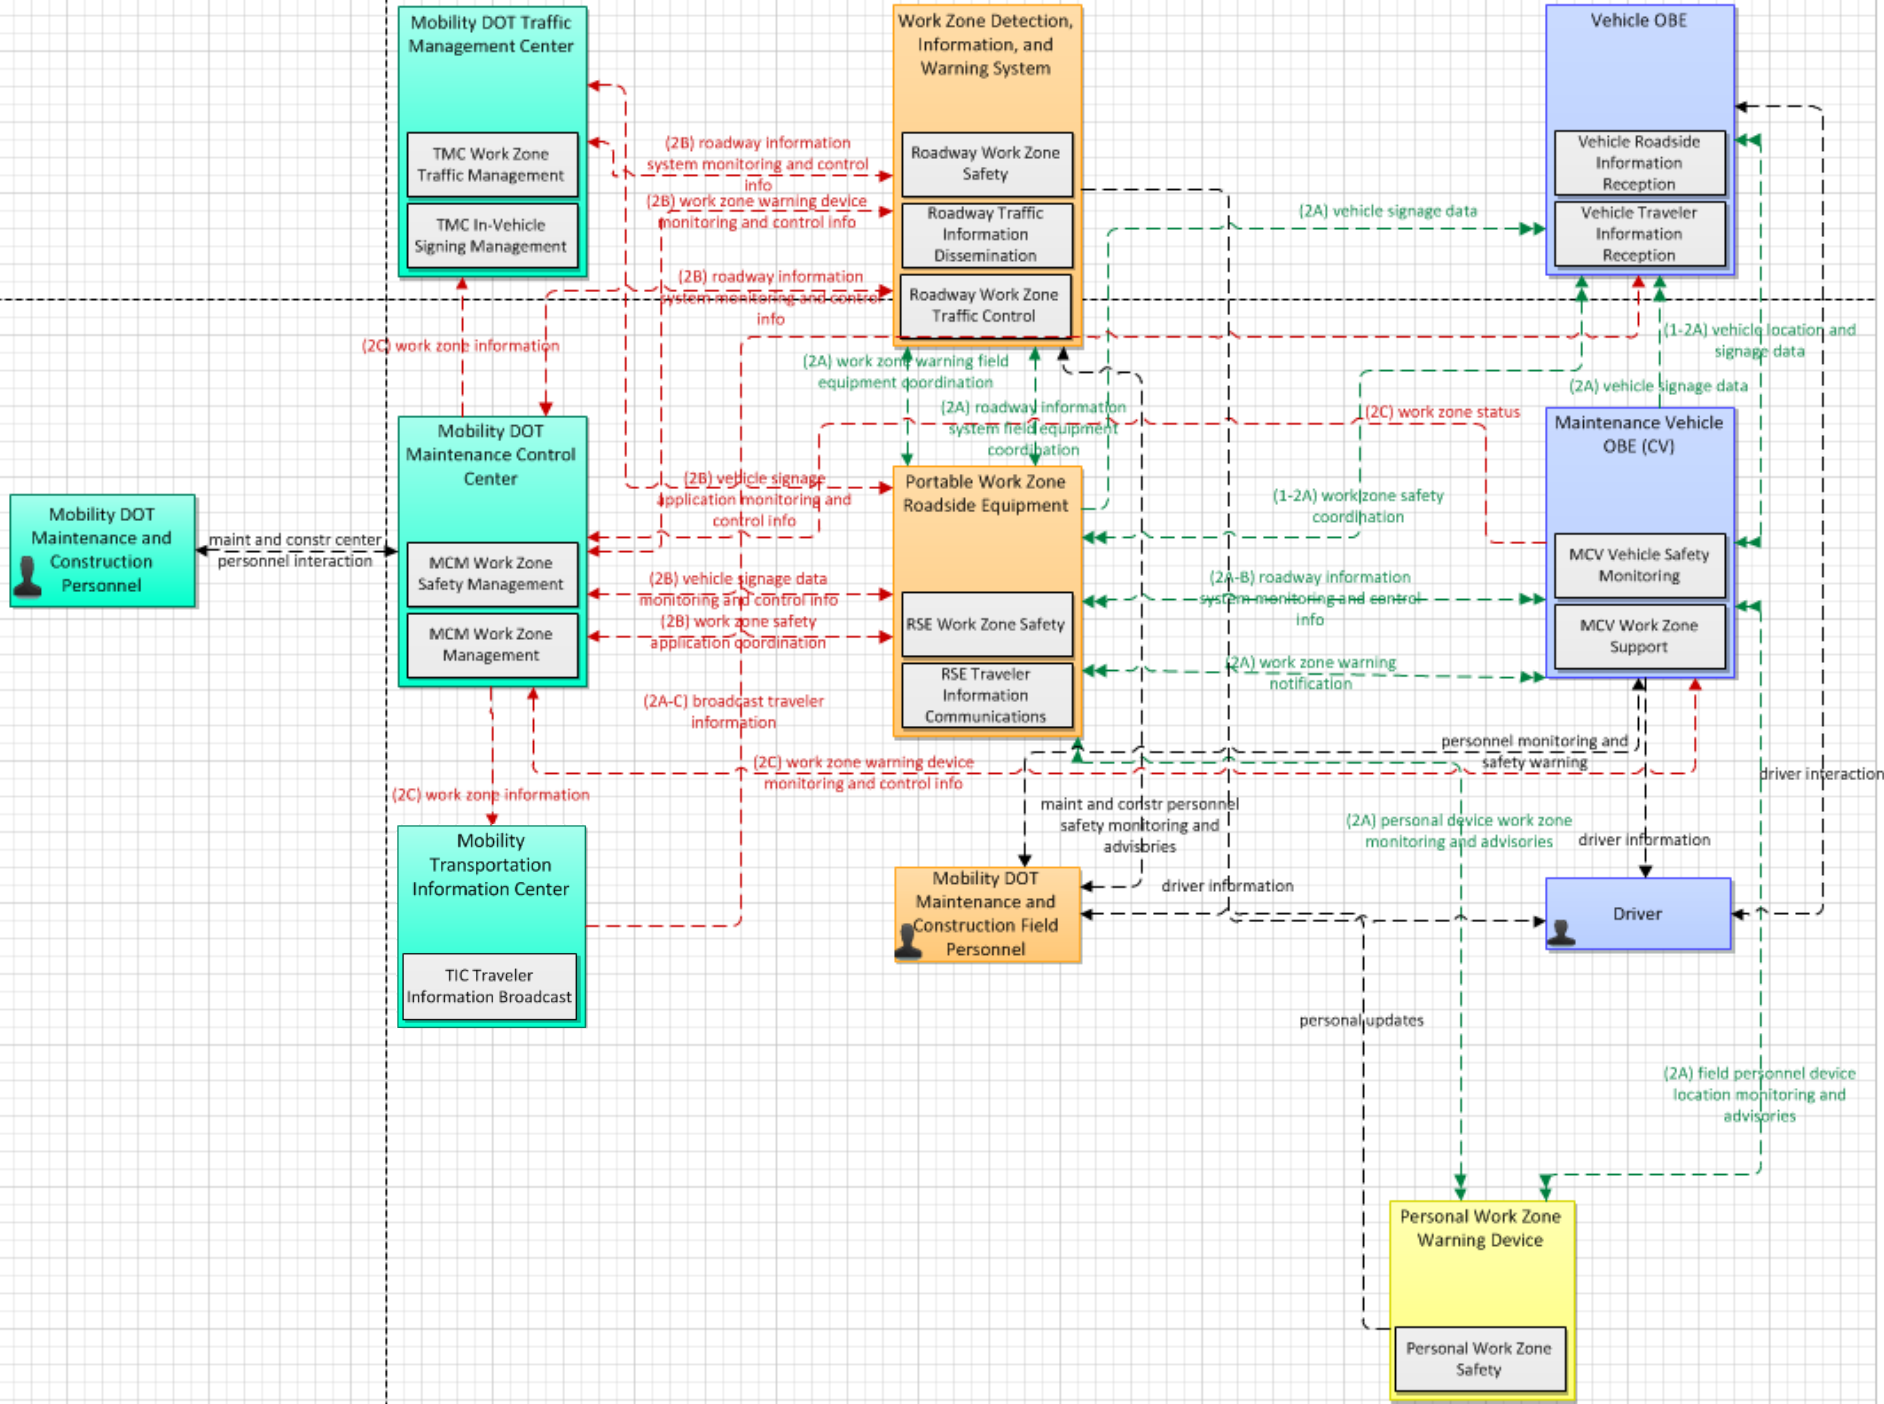 Mobility DOT Traffic
Management Center
TMC Work Zone
Traffic Management
TMC In-Vehicle
Signing Management
Work Zone Detection,
Information, and
Warning System
Roadway Work Zone
Safety
Roadway Traffic
Information
Dissemination
Roadway Work Zone
Traffic Control
Vehicle OBE
Vehicle Roadside
Information
Reception
Vehicle Traveler
Information
Reception
(2B) roadway information
system monitoring and control
info
(2B) work zone warning device
monitoring and control info
(2B) roadway information
system monitoring and control
info
(2A) vehicle signage data
(2C) work zone information
(2A) work zone warning field
equipment coordination
(2A) roadway information
system field equipment
coordination
(1-2A) vehicle location and
signage data
(2A) vehicle signage data
(2C) work zone status
Mobility DOT
Maintenance Control
Center
MCM Work Zone
Safety Management
MCM Work Zone
Management
Mobility DOT
Maintenance and
Construction
Personnel
maint and constr center
personnel interaction
(2B) vehicle signage
application monitoring and
control info
(2B) vehicle signage data
monitoring and control info
(2B) work zone safety
application coordination
Portable Work Zone
Roadside Equipment
RSE Work Zone Safety
RSE Traveler
Information
Communications
(1-2A) work zone safety
coordination
(2A-B) roadway information
system monitoring and control
info
(2A) work zone warning
notification
Maintenance Vehicle
OBE (CV)
MCV Vehicle Safety
Monitoring
MCV Work Zone
Support
(2A-C) broadcast traveler
information
(2C) work zone warning device
monitoring and control info
personnel monitoring and
safety warning
driver interaction
(2C) work zone information
maint and constr personnel
safety monitoring and
advisories
(2A) personal device work zone
monitoring and advisories
driver information
Mobility
Transportation
Information Center
TIC Traveler
Information Broadcast
Mobility DOT
Maintenance and
Construction Field
Personnel
driver information
Driver
personal updates
(2A) field personnel device
location monitoring and
advisories
Personal Work Zone
Warning Device
Personal Work Zone
Safety